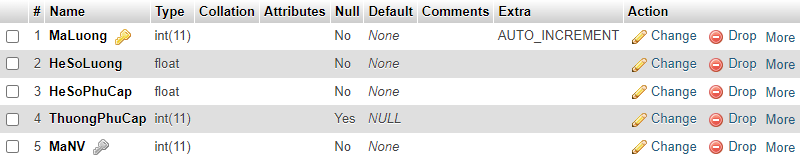 # Name Type Collation Attributes Null Default Comments Extra Action
1 MaLuong int(11) No None AUTO_INCREMENT Change Drop More
2 HeSoLuong float No None Change Drop More
3 HeSoPhuCap float No None Change Drop More
4 ThuongPhuCap int(11) Yes NULL Change Drop More
5 MaNV int(11) No None Change Drop More